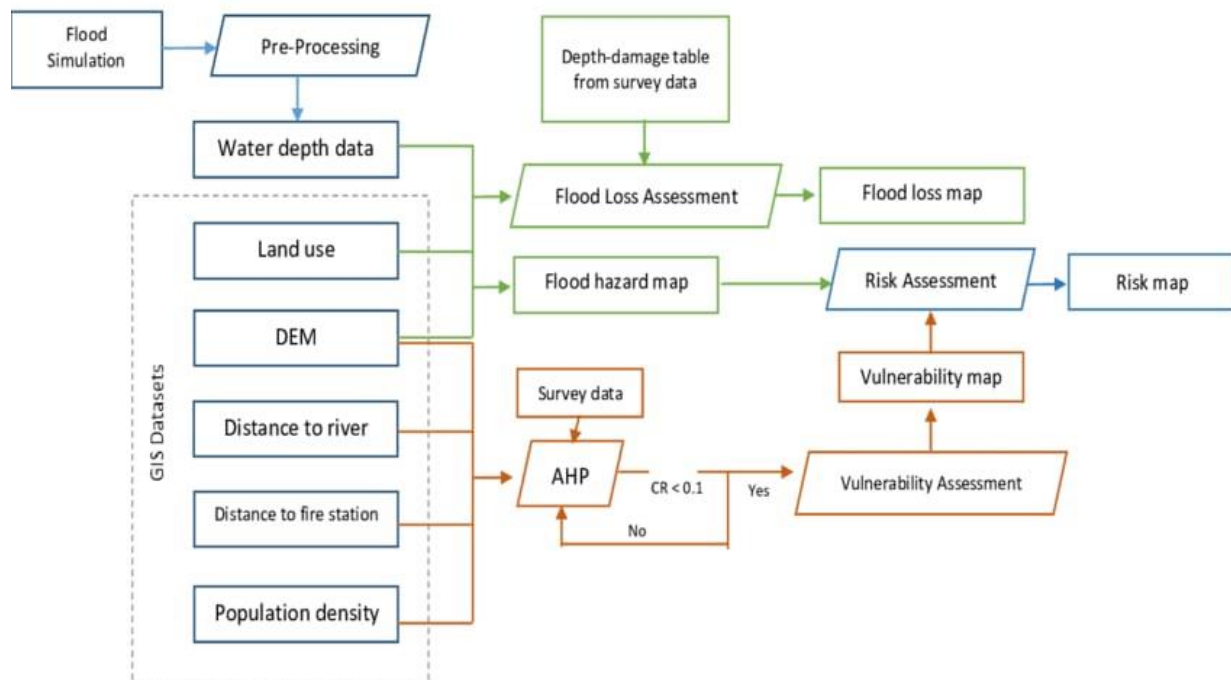 Flood
Simulation
Pre-Processing
Depth-damage table
from survey data
Water depth data
Flood Loss Assessment
Flood loss map
Land use
Flood hazard map
Risk Assessment
Risk map
DEM
GIS Datasets
Survey data
Vulnerability map
Distance to river
AHP
CR < 0.1
Yes
Vulnerability Assessment
No
Distance to fire station
Population density